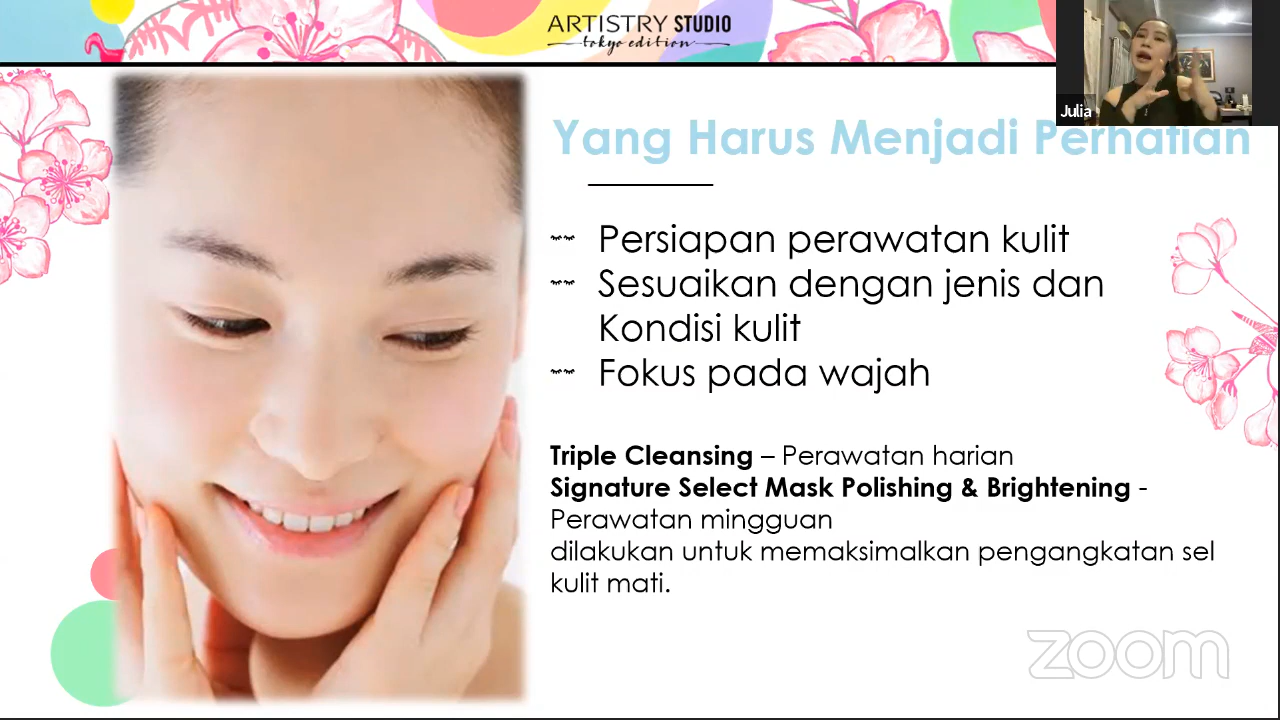 ARTISTRY STUDIO
tokyo edition
Julia
Yang Harus Menjadi Perhatian
Persiapan perawatan kulit
Sesuaikan dengan jenis dan
Kondisi kulit
Fokus pada wajah
Triple Cleansing – Perawatan harian
Signature Select Mask Polishing & Brightening -
Perawatan mingguan
dilakukan untuk memaksimalkan pengangkatan sel
kulit mati.
zoom